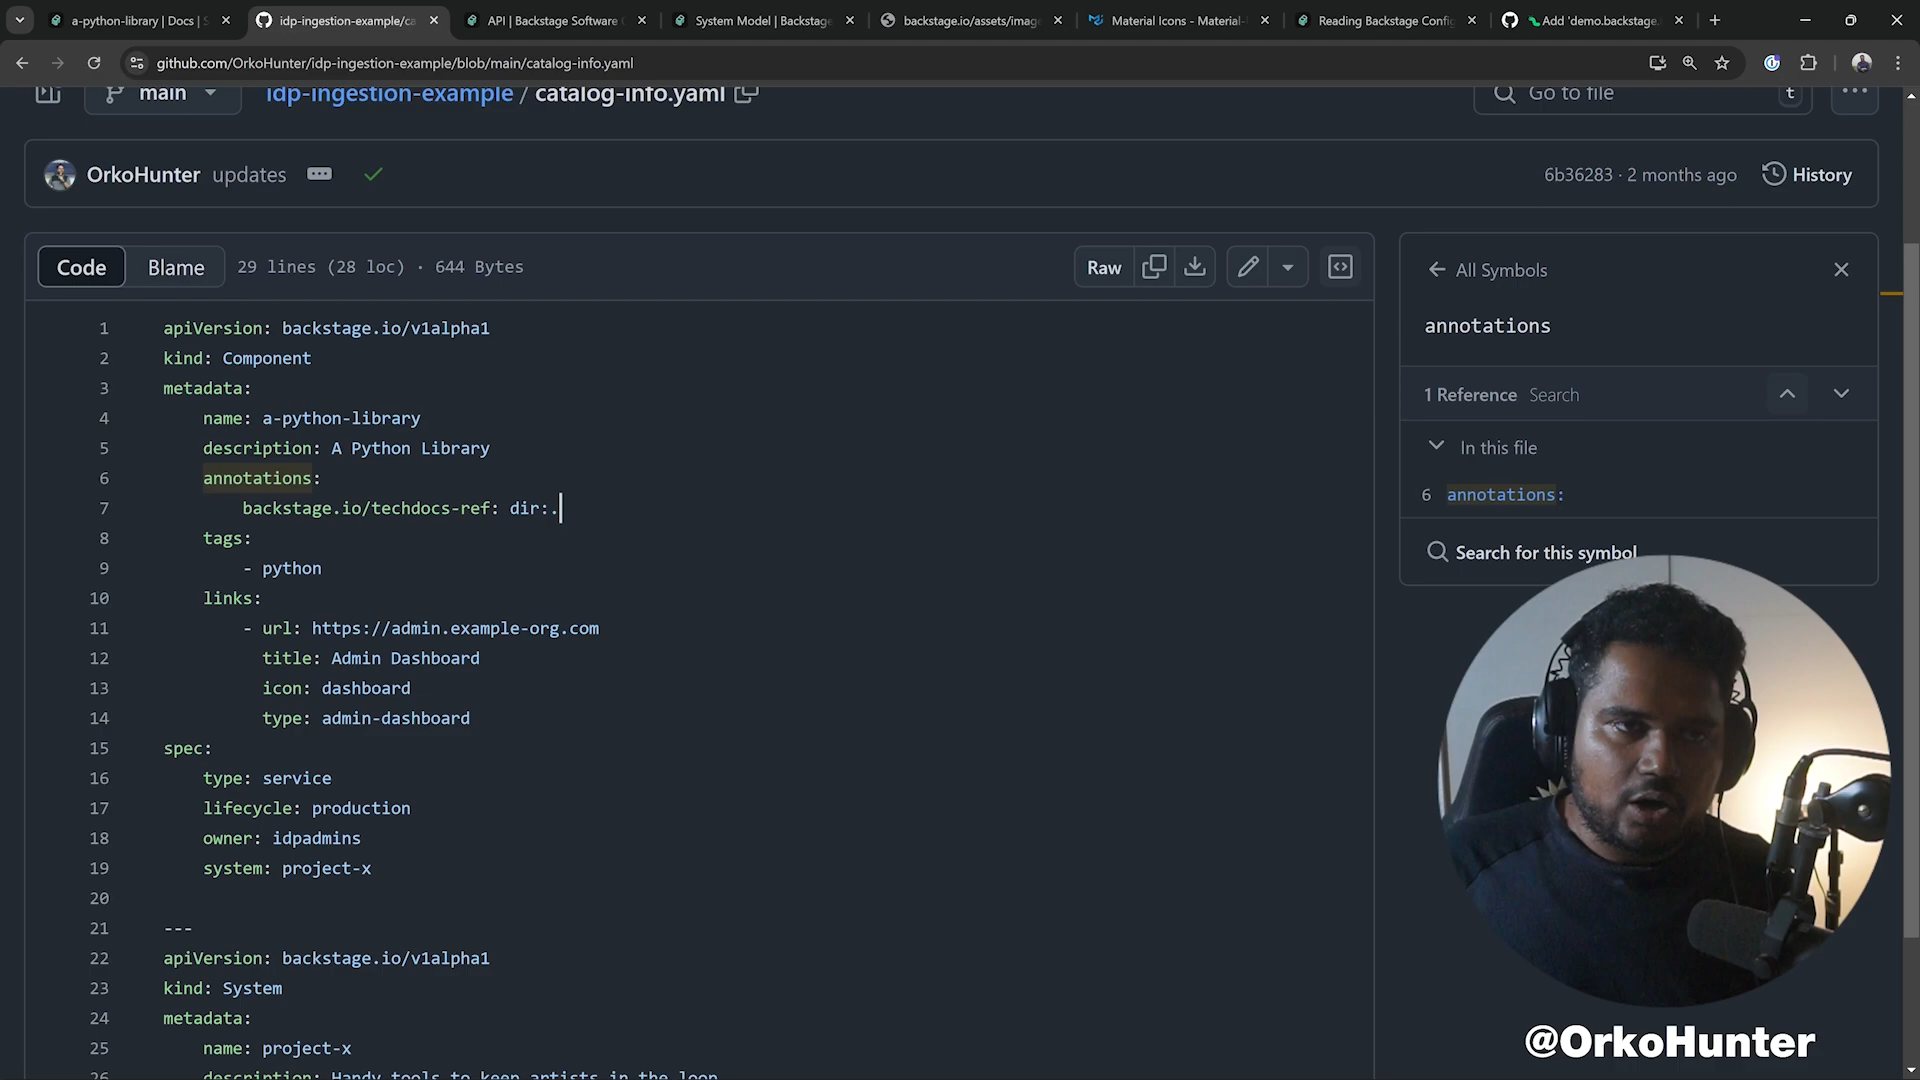 a-python-library | Docs | S
idp-ingestion-example/ca
API | Backstage Software
System Model | Backstage
backstage.io/assets/image
Material Icons - Material-
Reading Backstage Confi
Add 'demo.backstage.
github.com/OrkoHunter/idp-ingestion-example/blob/main/catalog-info.yaml
main
idp-ingestion-example / catalog-info.yaml
Go to file
t
OrkoHunter updates
6b36283 · 2 months ago
History
Code
Blame
29 lines (28 loc) · 644 Bytes
Raw
1 apiVersion: backstage.io/v1alpha1
2 kind: Component
3 metadata:
4 name: a-python-library
5 description: A Python Library
6 annotations:
7 backstage.io/techdocs-ref: dir:.
8 tags:
9 - python
10 links:
11 - url: https://admin.example-org.com
12 title: Admin Dashboard
13 icon: dashboard
14 type: admin-dashboard
15 spec:
16 type: service
17 lifecycle: production
18 owner: idpadmins
19 system: project-x
20
21 ---
22 apiVersion: backstage.io/v1alpha1
23 kind: System
24 metadata:
25 name: project-x
26 description: Handy tools to keep artists in the loop
All Symbols
annotations
1 Reference Search
In this file
6 annotations:
Search for this symbol
@OrkoHunter